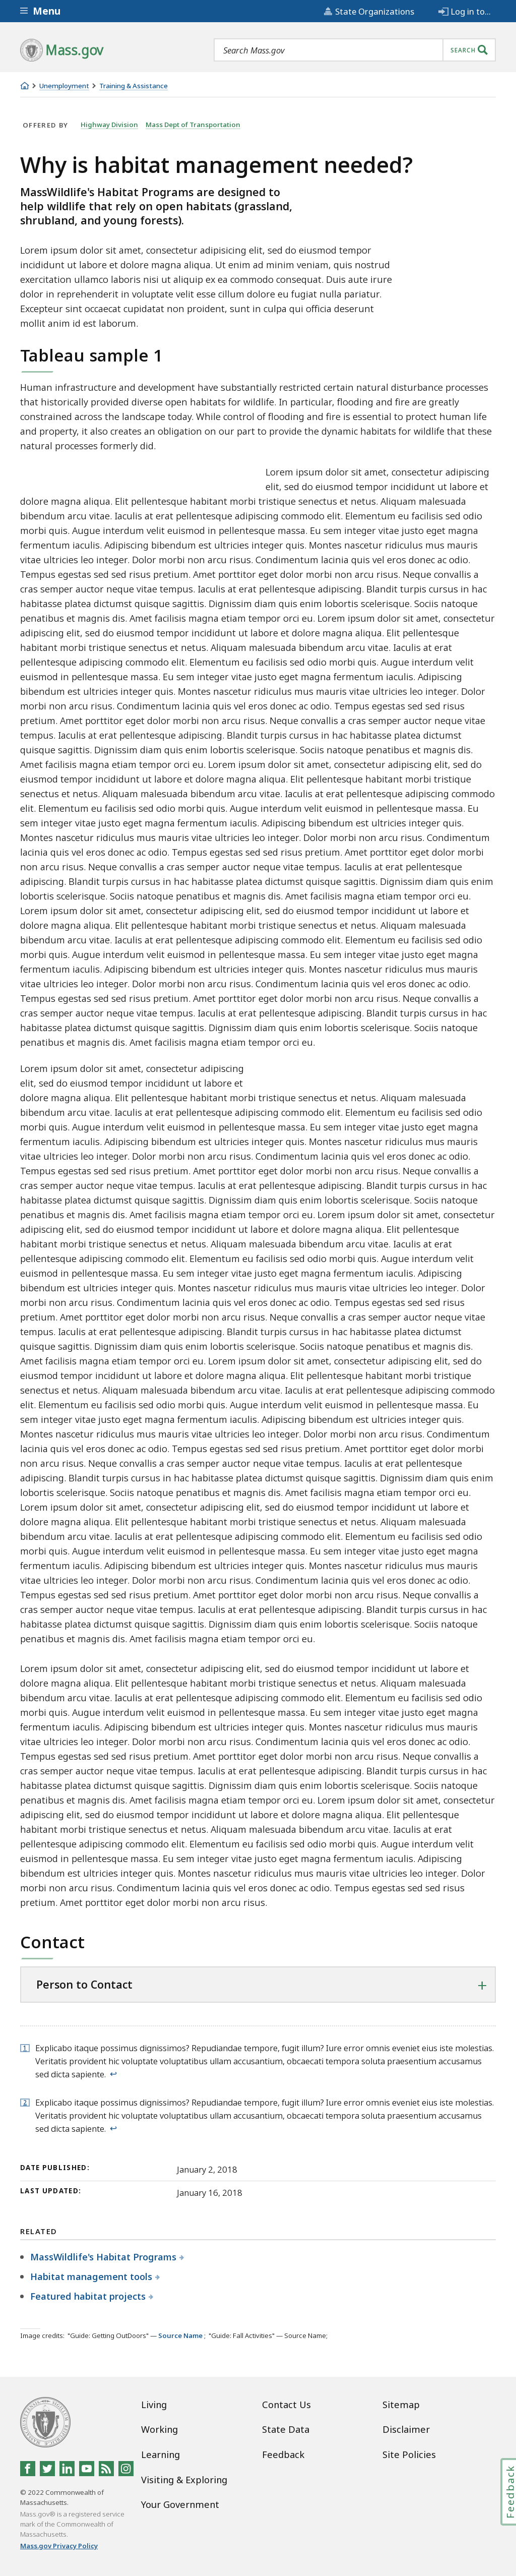 Menu
State Organizations
Log in to...
Mass.gov
Search Mass.gov
SEARCH
Unemployment
Training & Assistance
OFFERED BY
Highway Division
Mass Dept of Transportation
Why is habitat management needed?
MassWildlife's Habitat Programs are designed to
help wildlife that rely on open habitats (grassland,
shrubland, and young forests).
Lorem ipsum dolor sit amet, consectetur adipisicing elit, sed do eiusmod tempor
incididunt ut labore et dolore magna aliqua. Ut enim ad minim veniam, quis nostrud
exercitation ullamco laboris nisi ut aliquip ex ea commodo consequat. Duis aute irure
dolor in reprehenderit in voluptate velit esse cillum dolore eu fugiat nulla pariatur.
Excepteur sint occaecat cupidatat non proident, sunt in culpa qui officia deserunt
mollit anim id est laborum.
Tableau sample 1
Human infrastructure and development have substantially restricted certain natural disturbance processes
that historically provided diverse open habitats for wildlife. In particular, flooding and fire are greatly
constrained across the landscape today. While control of flooding and fire is essential to protect human life
and property, it also creates an obligation on our part to provide the dynamic habitats for wildlife that these
natural processes formerly did.
Lorem ipsum dolor sit amet, consectetur adipiscing
elit, sed do eiusmod tempor incididunt ut labore et
dolore magna aliqua. Elit pellentesque habitant morbi tristique senectus et netus. Aliquam malesuada
bibendum arcu vitae. Iaculis at erat pellentesque adipiscing commodo elit. Elementum eu facilisis sed odio
morbi quis. Augue interdum velit euismod in pellentesque massa. Eu sem integer vitae justo eget magna
fermentum iaculis. Adipiscing bibendum est ultricies integer quis. Montes nascetur ridiculus mus mauris
vitae ultricies leo integer. Dolor morbi non arcu risus. Condimentum lacinia quis vel eros donec ac odio.
Tempus egestas sed sed risus pretium. Amet porttitor eget dolor morbi non arcu risus. Neque convallis a
cras semper auctor neque vitae tempus. Iaculis at erat pellentesque adipiscing. Blandit turpis cursus in hac
habitasse platea dictumst quisque sagittis. Dignissim diam quis enim lobortis scelerisque. Sociis natoque
penatibus et magnis dis. Amet facilisis magna etiam tempor orci eu. Lorem ipsum dolor sit amet, consectetur
adipiscing elit, sed do eiusmod tempor incididunt ut labore et dolore magna aliqua. Elit pellentesque
habitant morbi tristique senectus et netus. Aliquam malesuada bibendum arcu vitae. Iaculis at erat
pellentesque adipiscing commodo elit. Elementum eu facilisis sed odio morbi quis. Augue interdum velit
euismod in pellentesque massa. Eu sem integer vitae justo eget magna fermentum iaculis. Adipiscing
bibendum est ultricies integer quis. Montes nascetur ridiculus mus mauris vitae ultricies leo integer. Dolor
morbi non arcu risus. Condimentum lacinia quis vel eros donec ac odio. Tempus egestas sed sed risus
pretium. Amet porttitor eget dolor morbi non arcu risus. Neque convallis a cras semper auctor neque vitae
tempus. Iaculis at erat pellentesque adipiscing. Blandit turpis cursus in hac habitasse platea dictumst
quisque sagittis. Dignissim diam quis enim lobortis scelerisque. Sociis natoque penatibus et magnis dis.
Amet facilisis magna etiam tempor orci eu. Lorem ipsum dolor sit amet, consectetur adipiscing elit, sed do
eiusmod tempor incididunt ut labore et dolore magna aliqua. Elit pellentesque habitant morbi tristique
senectus et netus. Aliquam malesuada bibendum arcu vitae. Iaculis at erat pellentesque adipiscing commodo
elit. Elementum eu facilisis sed odio morbi quis. Augue interdum velit euismod in pellentesque massa. Eu
sem integer vitae justo eget magna fermentum iaculis. Adipiscing bibendum est ultricies integer quis.
Montes nascetur ridiculus mus mauris vitae ultricies leo integer. Dolor morbi non arcu risus. Condimentum
lacinia quis vel eros donec ac odio. Tempus egestas sed sed risus pretium. Amet porttitor eget dolor morbi
non arcu risus. Neque convallis a cras semper auctor neque vitae tempus. Iaculis at erat pellentesque
adipiscing. Blandit turpis cursus in hac habitasse platea dictumst quisque sagittis. Dignissim diam quis enim
lobortis scelerisque. Sociis natoque penatibus et magnis dis. Amet facilisis magna etiam tempor orci eu.
Lorem ipsum dolor sit amet, consectetur adipiscing elit, sed do eiusmod tempor incididunt ut labore et
dolore magna aliqua. Elit pellentesque habitant morbi tristique senectus et netus. Aliquam malesuada
bibendum arcu vitae. Iaculis at erat pellentesque adipiscing commodo elit. Elementum eu facilisis sed odio
morbi quis. Augue interdum velit euismod in pellentesque massa. Eu sem integer vitae justo eget magna
fermentum iaculis. Adipiscing bibendum est ultricies integer quis. Montes nascetur ridiculus mus mauris
vitae ultricies leo integer. Dolor morbi non arcu risus. Condimentum lacinia quis vel eros donec ac odio.
Tempus egestas sed sed risus pretium. Amet porttitor eget dolor morbi non arcu risus. Neque convallis a
cras semper auctor neque vitae tempus. Iaculis at erat pellentesque adipiscing. Blandit turpis cursus in hac
habitasse platea dictumst quisque sagittis. Dignissim diam quis enim lobortis scelerisque. Sociis natoque
penatibus et magnis dis. Amet facilisis magna etiam tempor orci eu.
Lorem ipsum dolor sit amet, consectetur adipiscing
elit, sed do eiusmod tempor incididunt ut labore et
dolore magna aliqua. Elit pellentesque habitant morbi tristique senectus et netus. Aliquam malesuada
bibendum arcu vitae. Iaculis at erat pellentesque adipiscing commodo elit. Elementum eu facilisis sed odio
morbi quis. Augue interdum velit euismod in pellentesque massa. Eu sem integer vitae justo eget magna
fermentum iaculis. Adipiscing bibendum est ultricies integer quis. Montes nascetur ridiculus mus mauris
vitae ultricies leo integer. Dolor morbi non arcu risus. Condimentum lacinia quis vel eros donec ac odio.
Tempus egestas sed sed risus pretium. Amet porttitor eget dolor morbi non arcu risus. Neque convallis a
cras semper auctor neque vitae tempus. Iaculis at erat pellentesque adipiscing. Blandit turpis cursus in hac
habitasse platea dictumst quisque sagittis. Dignissim diam quis enim lobortis scelerisque. Sociis natoque
penatibus et magnis dis. Amet facilisis magna etiam tempor orci eu. Lorem ipsum dolor sit amet, consectetur
adipiscing elit, sed do eiusmod tempor incididunt ut labore et dolore magna aliqua. Elit pellentesque
habitant morbi tristique senectus et netus. Aliquam malesuada bibendum arcu vitae. Iaculis at erat
pellentesque adipiscing commodo elit. Elementum eu facilisis sed odio morbi quis. Augue interdum velit
euismod in pellentesque massa. Eu sem integer vitae justo eget magna fermentum iaculis. Adipiscing
bibendum est ultricies integer quis. Montes nascetur ridiculus mus mauris vitae ultricies leo integer. Dolor
morbi non arcu risus. Condimentum lacinia quis vel eros donec ac odio. Tempus egestas sed sed risus
pretium. Amet porttitor eget dolor morbi non arcu risus. Neque convallis a cras semper auctor neque vitae
tempus. Iaculis at erat pellentesque adipiscing. Blandit turpis cursus in hac habitasse platea dictumst
quisque sagittis. Dignissim diam quis enim lobortis scelerisque. Sociis natoque penatibus et magnis dis.
Amet facilisis magna etiam tempor orci eu. Lorem ipsum dolor sit amet, consectetur adipiscing elit, sed do
eiusmod tempor incididunt ut labore et dolore magna aliqua. Elit pellentesque habitant morbi tristique
senectus et netus. Aliquam malesuada bibendum arcu vitae. Iaculis at erat pellentesque adipiscing commodo
elit. Elementum eu facilisis sed odio morbi quis. Augue interdum velit euismod in pellentesque massa. Eu
sem integer vitae justo eget magna fermentum iaculis. Adipiscing bibendum est ultricies integer quis.
Montes nascetur ridiculus mus mauris vitae ultricies leo integer. Dolor morbi non arcu risus. Condimentum
lacinia quis vel eros donec ac odio. Tempus egestas sed sed risus pretium. Amet porttitor eget dolor morbi
non arcu risus. Neque convallis a cras semper auctor neque vitae tempus. Iaculis at erat pellentesque
adipiscing. Blandit turpis cursus in hac habitasse platea dictumst quisque sagittis. Dignissim diam quis enim
lobortis scelerisque. Sociis natoque penatibus et magnis dis. Amet facilisis magna etiam tempor orci eu.
Lorem ipsum dolor sit amet, consectetur adipiscing elit, sed do eiusmod tempor incididunt ut labore et
dolore magna aliqua. Elit pellentesque habitant morbi tristique senectus et netus. Aliquam malesuada
bibendum arcu vitae. Iaculis at erat pellentesque adipiscing commodo elit. Elementum eu facilisis sed odio
morbi quis. Augue interdum velit euismod in pellentesque massa. Eu sem integer vitae justo eget magna
fermentum iaculis. Adipiscing bibendum est ultricies integer quis. Montes nascetur ridiculus mus mauris
vitae ultricies leo integer. Dolor morbi non arcu risus. Condimentum lacinia quis vel eros donec ac odio.
Tempus egestas sed sed risus pretium. Amet porttitor eget dolor morbi non arcu risus. Neque convallis a
cras semper auctor neque vitae tempus. Iaculis at erat pellentesque adipiscing. Blandit turpis cursus in hac
habitasse platea dictumst quisque sagittis. Dignissim diam quis enim lobortis scelerisque. Sociis natoque
penatibus et magnis dis. Amet facilisis magna etiam tempor orci eu.
Lorem ipsum dolor sit amet, consectetur adipiscing elit, sed do eiusmod tempor incididunt ut labore et
dolore magna aliqua. Elit pellentesque habitant morbi tristique senectus et netus. Aliquam malesuada
bibendum arcu vitae. Iaculis at erat pellentesque adipiscing commodo elit. Elementum eu facilisis sed odio
morbi quis. Augue interdum velit euismod in pellentesque massa. Eu sem integer vitae justo eget magna
fermentum iaculis. Adipiscing bibendum est ultricies integer quis. Montes nascetur ridiculus mus mauris
vitae ultricies leo integer. Dolor morbi non arcu risus. Condimentum lacinia quis vel eros donec ac odio.
Tempus egestas sed sed risus pretium. Amet porttitor eget dolor morbi non arcu risus. Neque convallis a
cras semper auctor neque vitae tempus. Iaculis at erat pellentesque adipiscing. Blandit turpis cursus in hac
habitasse platea dictumst quisque sagittis. Dignissim diam quis enim lobortis scelerisque. Sociis natoque
penatibus et magnis dis. Amet facilisis magna etiam tempor orci eu. Lorem ipsum dolor sit amet, consectetur
adipiscing elit, sed do eiusmod tempor incididunt ut labore et dolore magna aliqua. Elit pellentesque
habitant morbi tristique senectus et netus. Aliquam malesuada bibendum arcu vitae. Iaculis at erat
pellentesque adipiscing commodo elit. Elementum eu facilisis sed odio morbi quis. Augue interdum velit
euismod in pellentesque massa. Eu sem integer vitae justo eget magna fermentum iaculis. Adipiscing
bibendum est ultricies integer quis. Montes nascetur ridiculus mus mauris vitae ultricies leo integer. Dolor
morbi non arcu risus. Condimentum lacinia quis vel eros donec ac odio. Tempus egestas sed sed risus
pretium. Amet porttitor eget dolor morbi non arcu risus.
Contact
Person to Contact
1 Explicabo itaque possimus dignissimos? Repudiandae tempore, fugit illum? Iure error omnis eveniet eius iste molestias.
Veritatis provident hic voluptate voluptatibus ullam accusantium, obcaecati tempora soluta praesentium accusamus
sed dicta sapiente. ↩
2 Explicabo itaque possimus dignissimos? Repudiandae tempore, fugit illum? Iure error omnis eveniet eius iste molestias.
Veritatis provident hic voluptate voluptatibus ullam accusantium, obcaecati tempora soluta praesentium accusamus
sed dicta sapiente. ↩
DATE PUBLISHED: January 2, 2018
LAST UPDATED: January 16, 2018
RELATED
MassWildlife's Habitat Programs
Habitat management tools
Featured habitat projects
Image credits: "Guide: Getting OutDoors" — Source Name ; "Guide: Fall Activities" — Source Name;
Living
Working
Learning
Visiting & Exploring
Your Government
Contact Us
State Data
Feedback
Sitemap
Disclaimer
Site Policies
© 2022 Commonwealth of
Massachusetts.
Mass.gov® is a registered service
mark of the Commonwealth of
Massachusetts.
Mass.gov Privacy Policy
Feedback